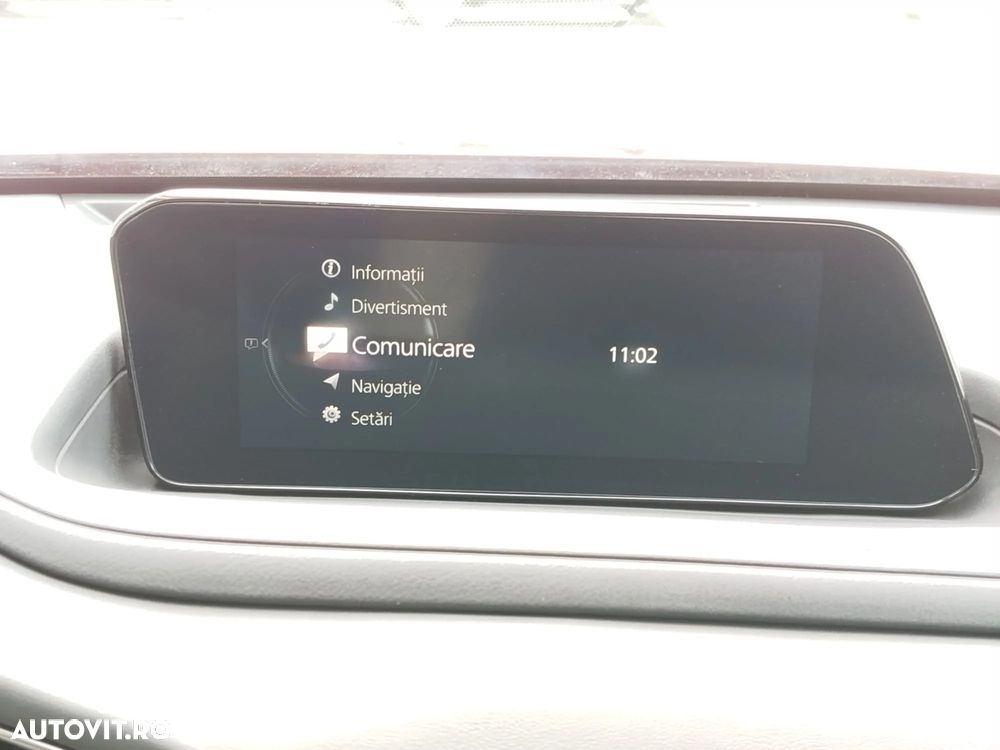 Informații
Divertisment
Comunicare
11:02
Navigație
Setări
AUTOVIT.RO